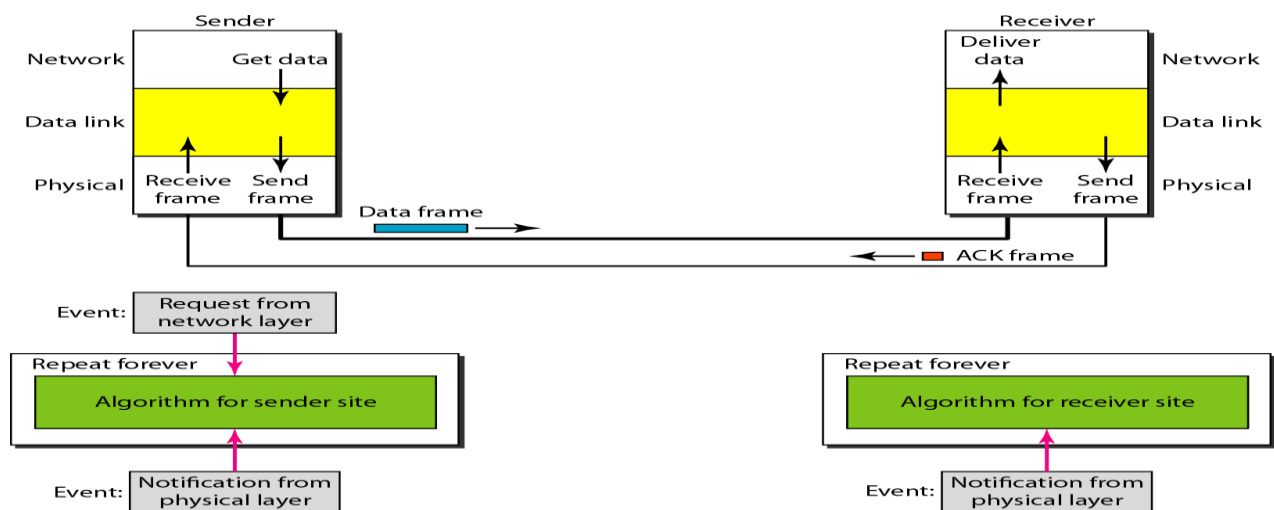 Sender
Receiver
Network
Get data
Deliver
data
Network
Data link
Data link
Physical
Receive
frame
Send
frame
Receive
frame
Send
frame
Physical
Data frame
ACK frame
Event:
Request from
network layer
Repeat forever
Algorithm for sender site
Repeat forever
Algorithm for receiver site
Event:
Notification from
physical layer
Event:
Notification from
physical layer